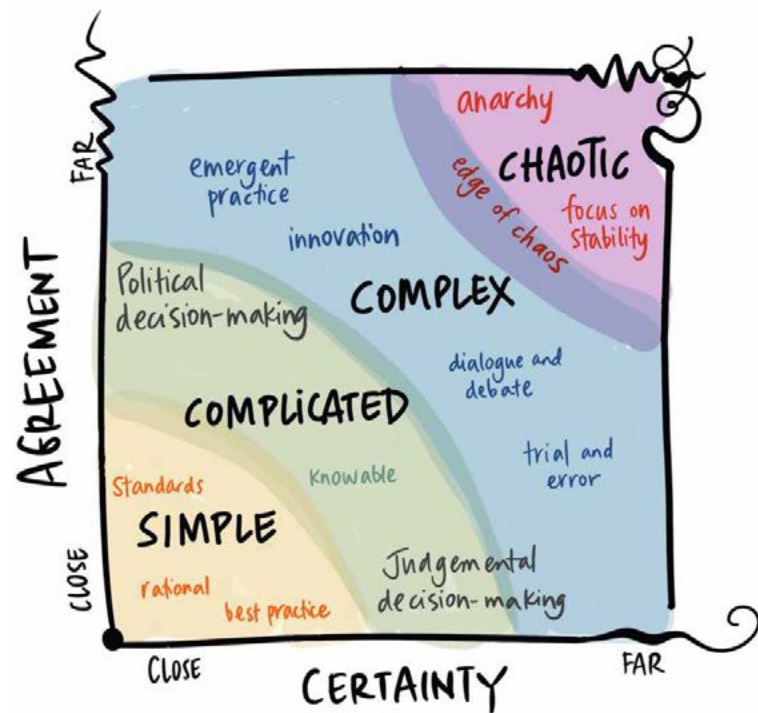 anarchy
CHAOTIC
focus on
stability
edge of chaos
emergent
practice
innovation
COMPLEX
dialogue and
debate
trial and
error
Political
decision-making
COMPLICATED
Knowable
Judgemental
decision-making
Standards
SIMPLE
rational
best practice
FAR
AGREEMENT
CLOSE
CLOSE
CERTAINTY
FAR